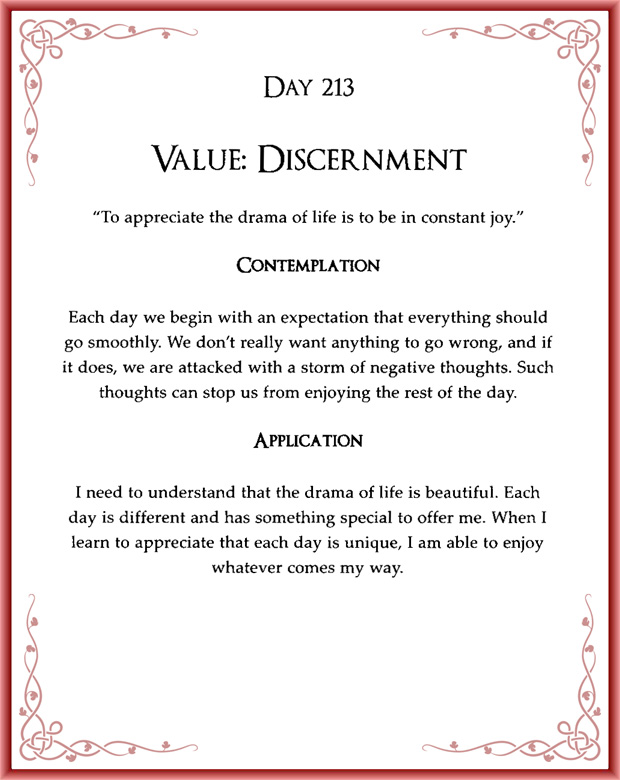 Day 213
Value: Discernment
“To appreciate the drama of life is to be in constant joy.”
Contemplation
Each day we begin with an expectation that everything should
go smoothly. We don’t really want anything to go wrong, and if
it does, we are attacked with a storm of negative thoughts. Such
thoughts can stop us from enjoying the rest of the day.
Application
I need to understand that the drama of life is beautiful. Each
day is different and has something special to offer me. When I
learn to appreciate that each day is unique, I am able to enjoy
whatever comes my way.